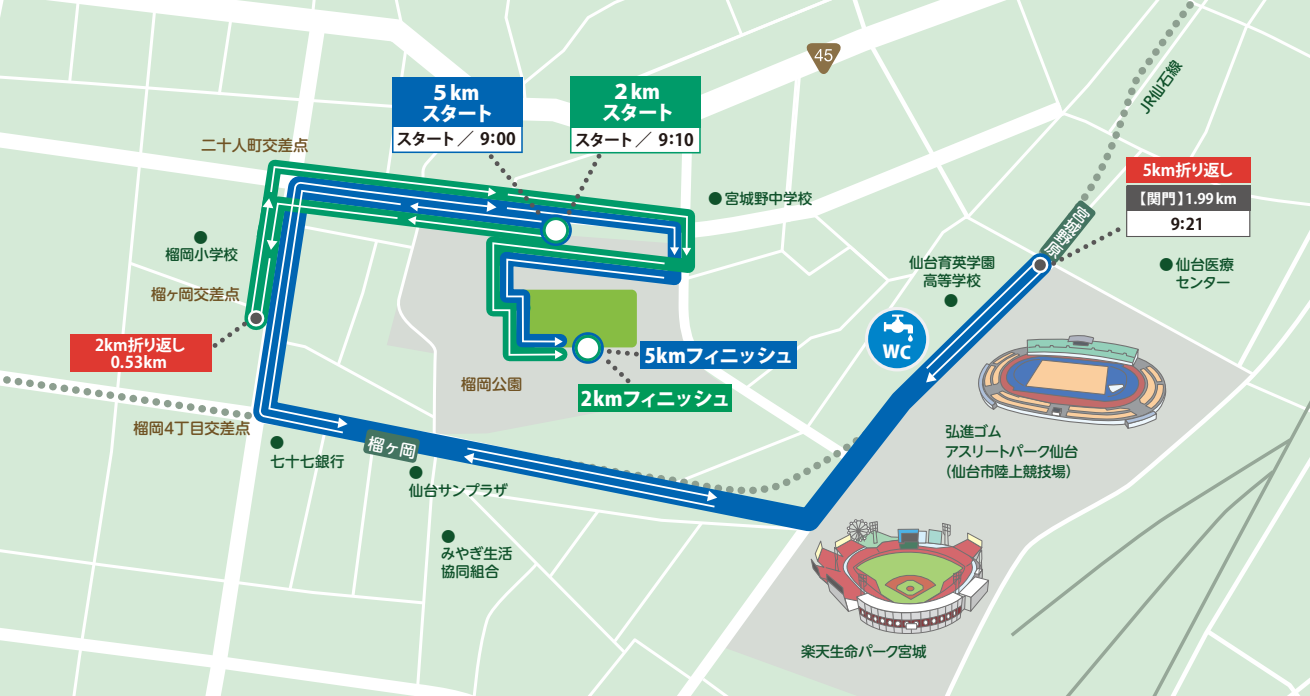 45
5km
スタート
スタート ／ 9:00
2km
スタート
スタート ／ 9:10
JR仙石線
二十人町交差点
5km折り返し
【関門】1.99km
9:21
宮城野中学校
宮城野原
榴岡小学校
仙台育英学園
高等学校
仙台医療
センター
榴ヶ岡交差点
WC
2km折り返し
0.53km
5kmフィニッシュ
榴岡公園
2kmフィニッシュ
榴岡4丁目交差点
榴ヶ岡
七十七銀行
弘進ゴム
アスリートパーク仙台
（仙台市陸上競技場）
仙台サンプラザ
みやぎ生活
協同組合
楽天生命パーク宮城